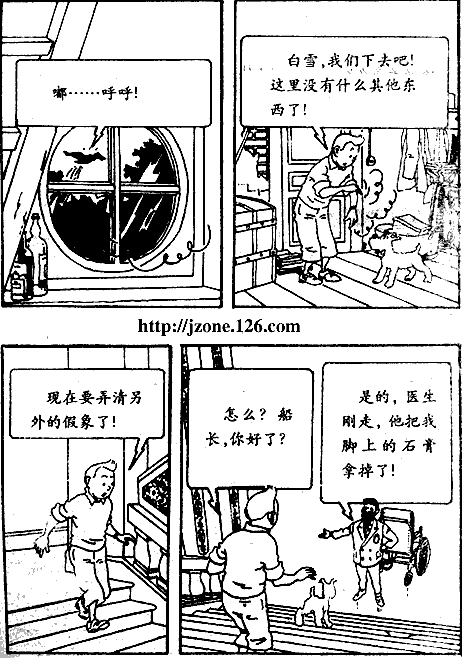 嘟……呼呼!
白雪,我们下去吧!
这里没有什么其他东
西了!
http://jzone.126.com
现在要弄清另
外的假象了!
怎么? 船
长,你好了?
是的, 医生
刚走, 他把我
脚上的石膏
拿掉了!